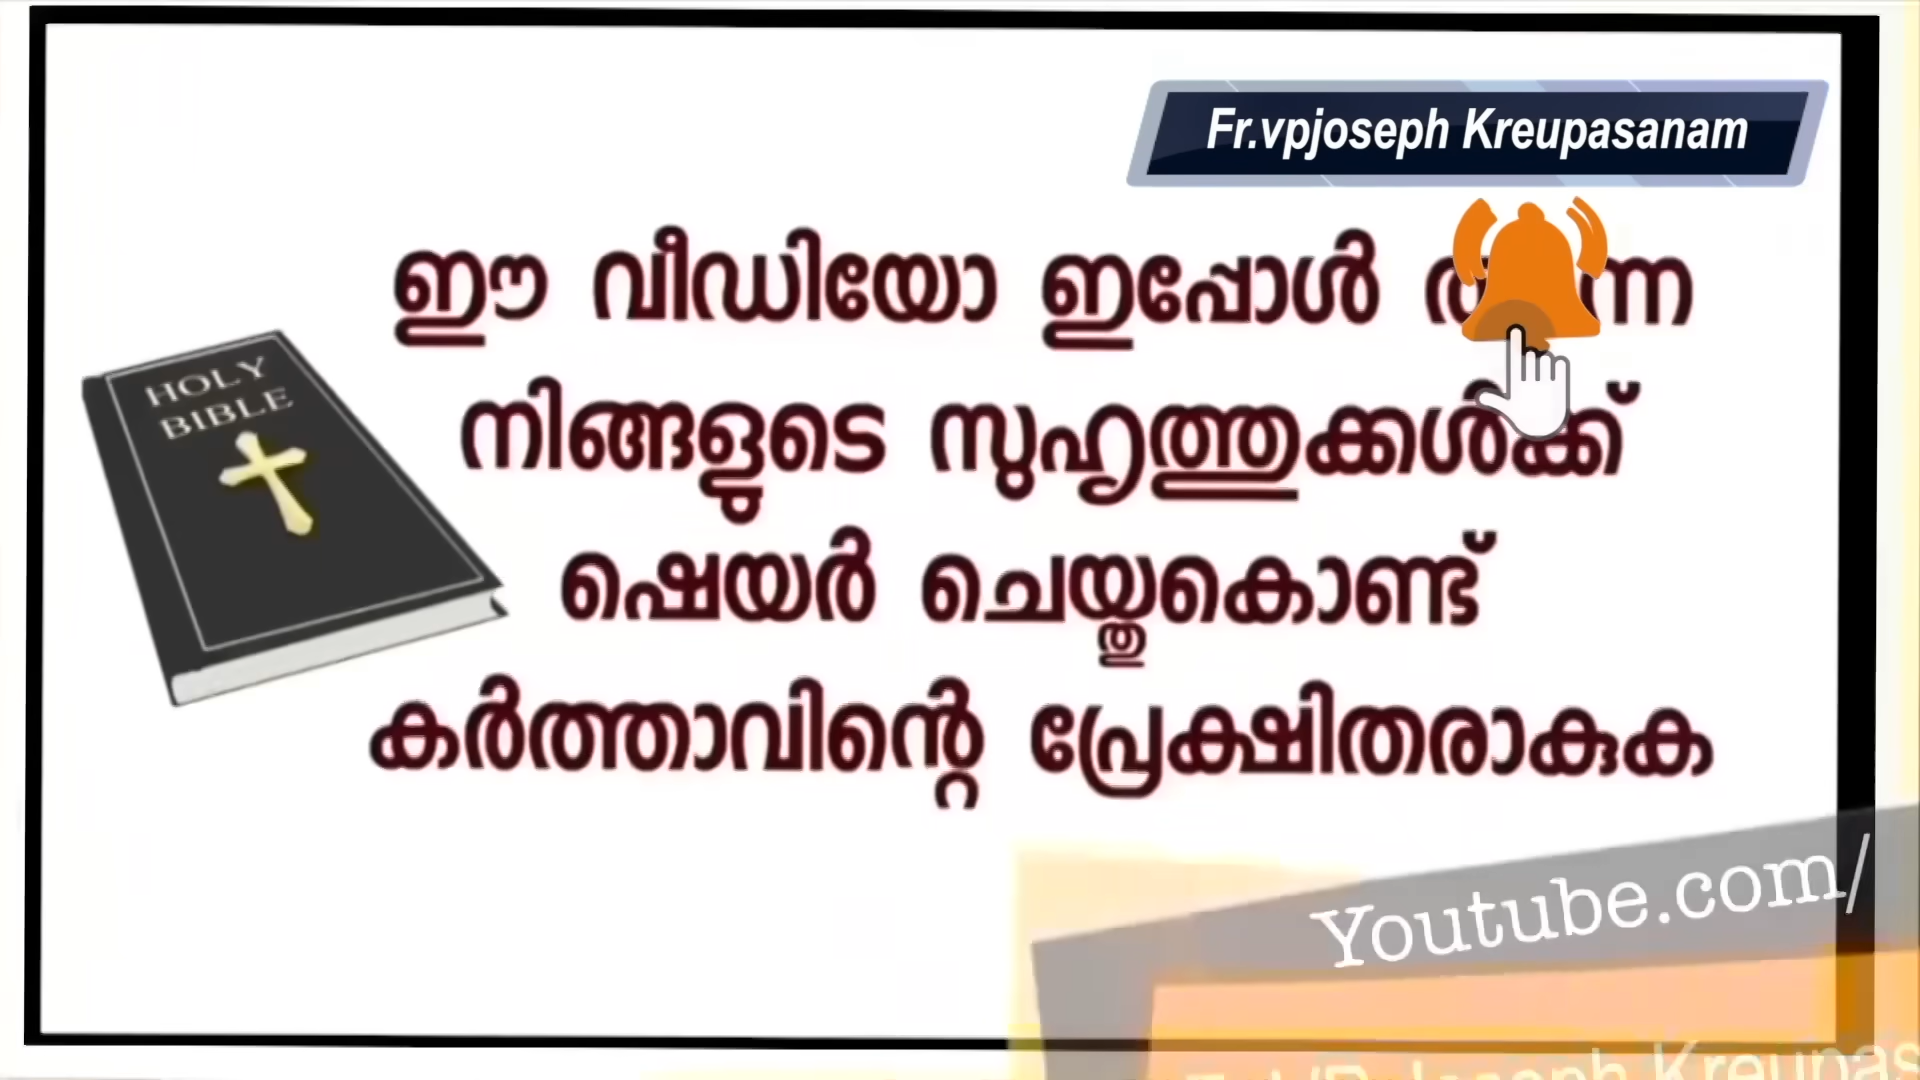 Fr.vpjoseph Kreupasanam
ഈ വീഡിയോ ഇപ്പോൾ
നിങ്ങളുടെ സുഹൃത്തുക്കൾക്ക്
ഷെയർ ചെയ്തുകൊണ്ട്
കർത്താവിന്റെ പ്രേക്ഷിതരാകുക
HOLY
BIBLE
Youtube.com/